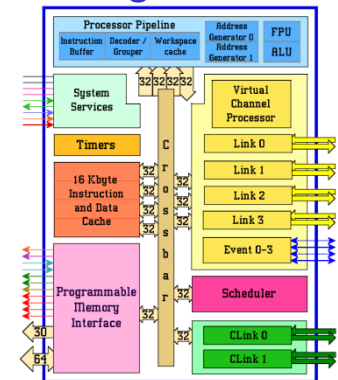 Processor Pipeline
Instruction Buffer
Decoder / Grouper
Workspace cache
Address Generator 0
Address Generator 1
FPU
ALU
32 32 32 32
System Services
Timers
16 Kbyte Instruction and Data Cache
32
32
32
32
Programmable Memory Interface
32
30
64
Crossbar
32
32
32
32
32
Virtual Channel Processor
Link 0
Link 1
Link 2
Link 3
Event 0-3
Scheduler
CLink 0
CLink 1